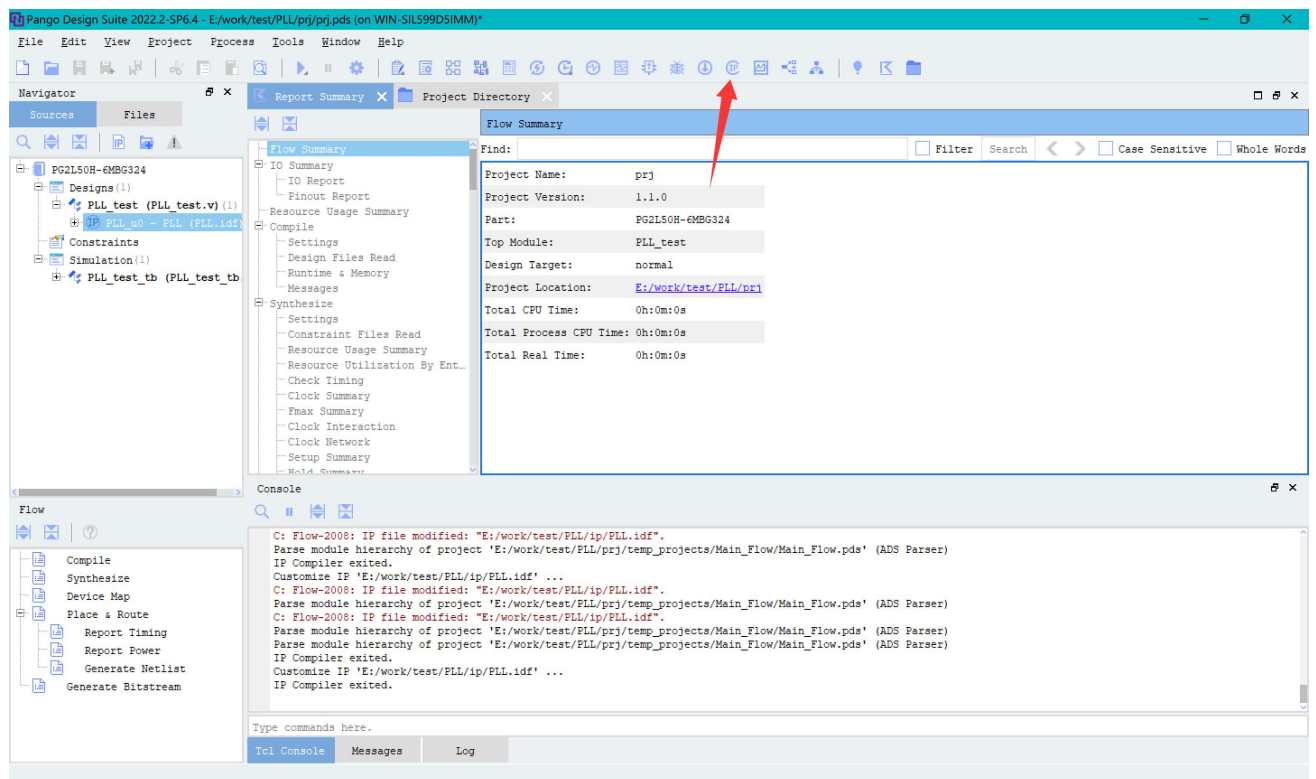 Pango Design Suite 2022.2-SP6.4 - E:/work/test/PLL/prj/prj.pds (on WIN-SIL599D5IMM)*
File Edit View Project Process Tools Window Help
Navigator
Sources Files
PG2L50H-6MBG324
Designs(1)
PLL_test (PLL_test.v) (1)
IP PLL_u0 - PLL (PLL.idf)
Constraints
Simulation(1)
PLL_test_tb (PLL_test_tb
Report Summary Project Directory
Flow Summary
IO Summary
IO Report
Pinout Report
Resource Usage Summary
Compile
Settings
Design Files Read
Runtime & Memory
Messages
Synthesize
Settings
Constraint Files Read
Resource Usage Summary
Resource Utilization By Ent...
Check Timing
Clock Summary
Fmax Summary
Clock Interaction
Clock Network
Setup Summary
Hold Summary
Flow Summary
Find: Filter Search Case Sensitive Whole Words
Project Name: prj
Project Version: 1.1.0
Part: PG2L50H-6MBG324
Top Module: PLL_test
Design Target: normal
Project Location: E:/work/test/PLL/prj
Total CPU Time: 0h:0m:0s
Total Process CPU Time: 0h:0m:0s
Total Real Time: 0h:0m:0s
Flow
Compile
Synthesize
Device Map
Place & Route
Report Timing
Report Power
Generate Netlist
Generate Bitstream
Console
C: Flow-2008: IP file modified: "E:/work/test/PLL/ip/PLL.idf".
Parse module hierarchy of project 'E:/work/test/PLL/prj/temp_projects/Main_Flow/Main_Flow.pds' (ADS Parser)
IP Compiler exited.
Customize IP 'E:/work/test/PLL/ip/PLL.idf' ...
C: Flow-2008: IP file modified: "E:/work/test/PLL/ip/PLL.idf".
Parse module hierarchy of project 'E:/work/test/PLL/prj/temp_projects/Main_Flow/Main_Flow.pds' (ADS Parser)
C: Flow-2008: IP file modified: "E:/work/test/PLL/ip/PLL.idf".
Parse module hierarchy of project 'E:/work/test/PLL/prj/temp_projects/Main_Flow/Main_Flow.pds' (ADS Parser)
Parse module hierarchy of project 'E:/work/test/PLL/prj/temp_projects/Main_Flow/Main_Flow.pds' (ADS Parser)
IP Compiler exited.
Customize IP 'E:/work/test/PLL/ip/PLL.idf' ...
IP Compiler exited.
Type commands here.
Tcl Console Messages Log